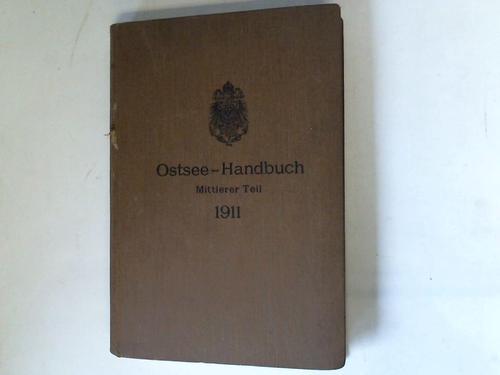 Ostsee-Handbuch
Mittlerer Teil
1911